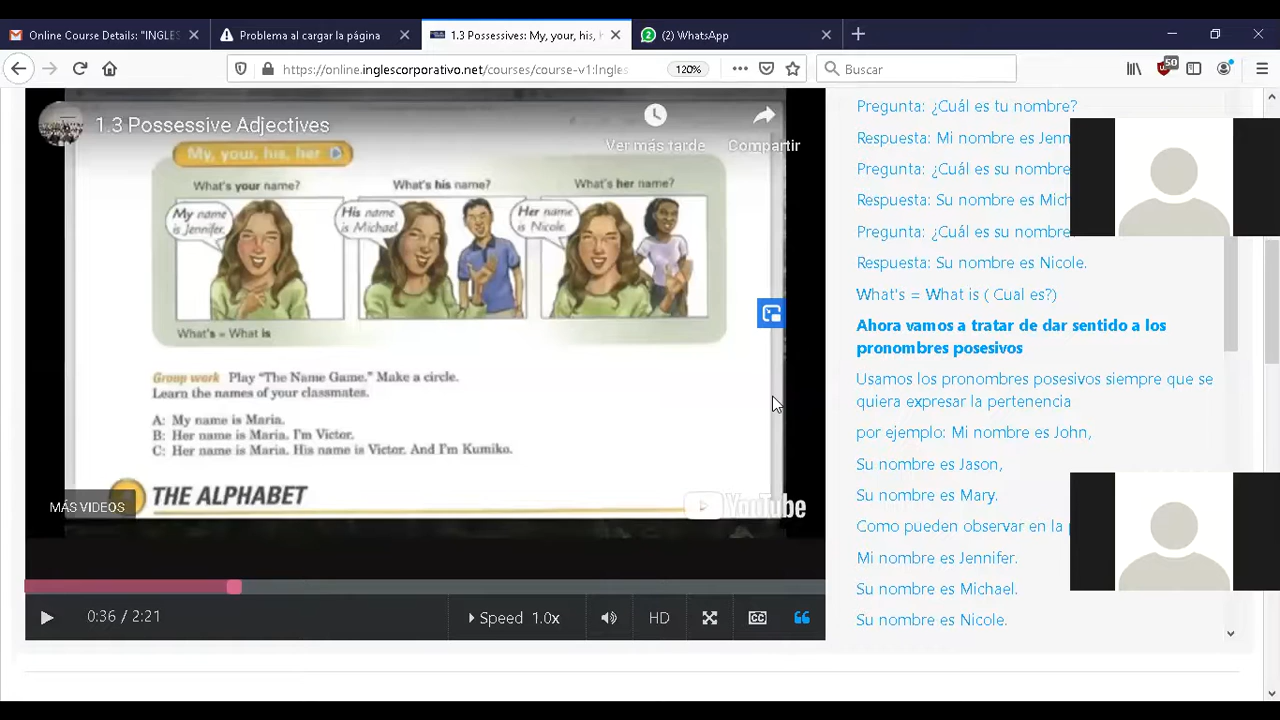 Online Course Details: "INGLES
Problema al cargar la página
1.3 Possessives: My, your, his,
(2) WhatsApp
https://online.inglescorporativo.net/courses/course-v1:Ingles
120%
Buscar
50
1.3 Possessive Adjectives
Ver más tarde
Compartir
My, your, his, her
What's your name?
What's his name?
What's her name?
My name
is Jennifer.
His name
is Michael.
Her name
is Nicole.
What's = What is
Group work Play "The Name Game." Make a circle.
Learn the names of your classmates.
A: My name is Maria.
B: Her name is Maria. I'm Victor.
C: Her name is Maria. His name is Victor. And I'm Kumiko.
THE ALPHABET
MÁS VIDEOS
YouTube
0:36 / 2:21
Speed 1.0x
HD
CC
Pregunta: ¿Cuál es tu nombre?
Respuesta: Mi nombre es Jenn
Pregunta: ¿Cuál es su nombre
Respuesta: Su nombre es Mich
Pregunta: ¿Cuál es su nombre
Respuesta: Su nombre es Nicole.
What's = What is ( Cual es?)
Ahora vamos a tratar de dar sentido a los
pronombres posesivos
Usamos los pronombres posesivos siempre que se
quiera expresar la pertenencia
por ejemplo: Mi nombre es John,
Su nombre es Jason,
Su nombre es Mary.
Como pueden observar en la
Mi nombre es Jennifer.
Su nombre es Michael.
Su nombre es Nicole.